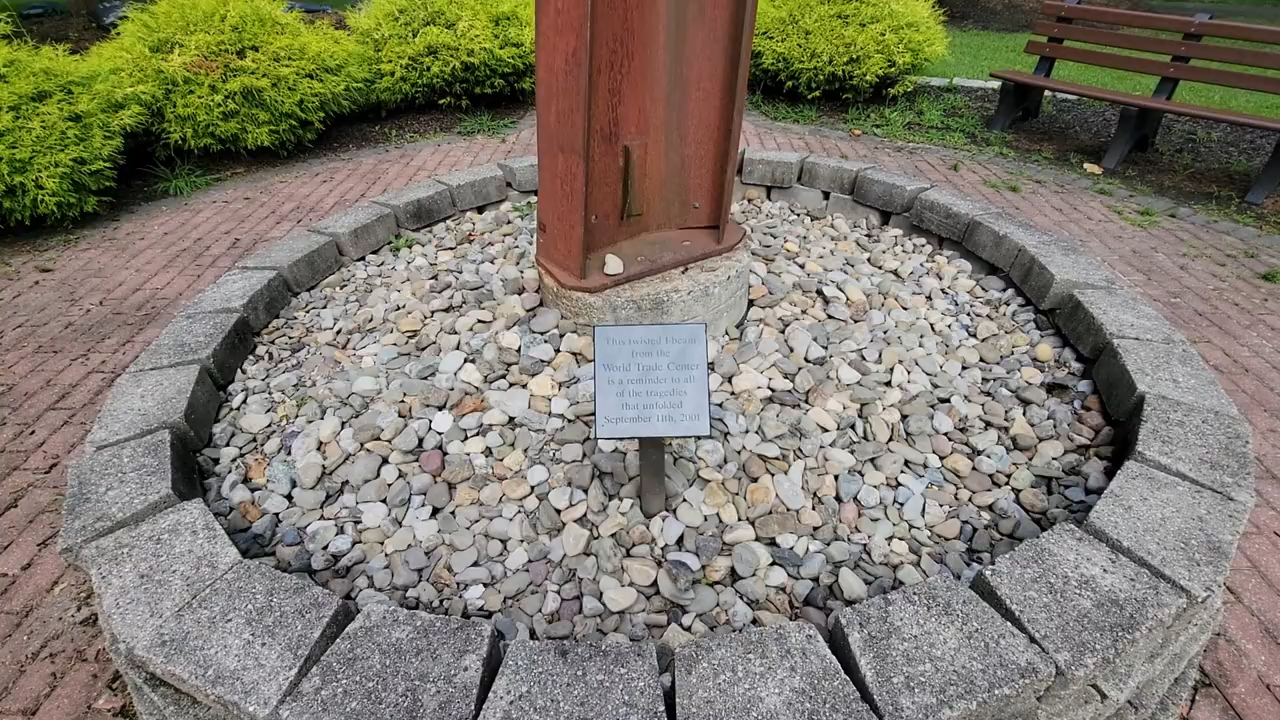 This twisted I-beam
from the
World Trade Center
is a reminder to all
of the tragedies
that unfolded
September 11th, 2001